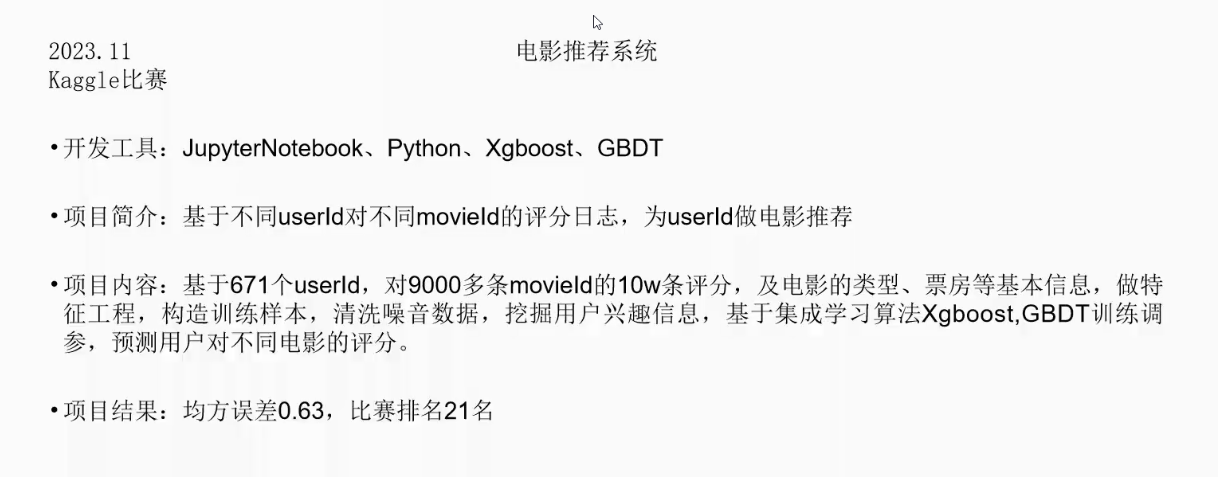 2023.11 电影推荐系统
Kaggle比赛
•开发工具：JupyterNotebook、Python、Xgboost、GBDT
•项目简介：基于不同userId对不同movieId的评分日志，为userId做电影推荐
•项目内容：基于671个userId，对9000多条movieId的10w条评分，及电影的类型、票房等基本信息，做特
征工程，构造训练样本，清洗噪音数据，挖掘用户兴趣信息，基于集成学习算法Xgboost,GBDT训练调
参，预测用户对不同电影的评分。
•项目结果：均方误差0.63，比赛排名21名